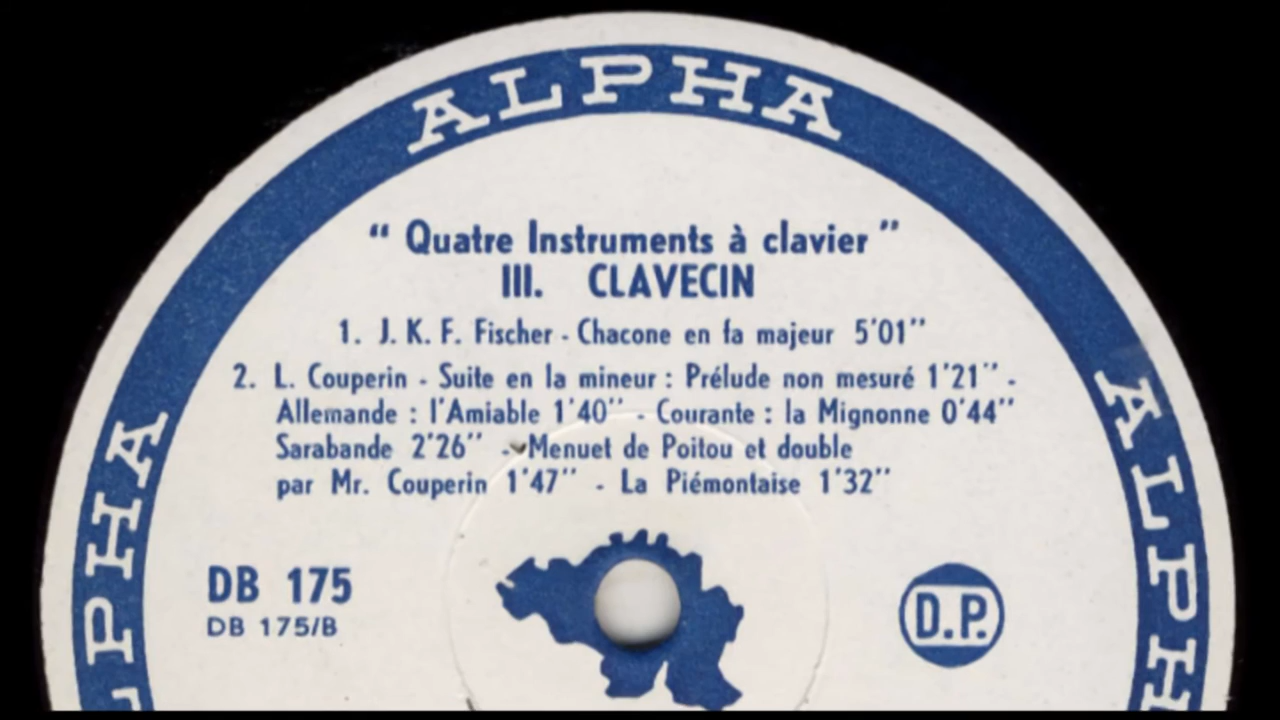 ALPHA
“ Quatre Instruments à clavier ”
III. CLAVECIN
1. J. K. F. Fischer - Chacone en fa majeur 5'01''
2. L. Couperin - Suite en la mineur : Prélude non mesuré 1'21'' -
Allemande : l'Amiable 1'40'' - Courante : la Mignonne 0'44''
Sarabande 2'26'' - Menuet de Poitou et double
par Mr. Couperin 1'47'' - La Piémontaise 1'32''
ALPHA
ALPH
DB 175
DB 175/B
D.P.